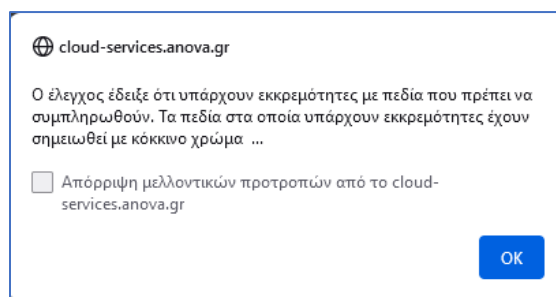 cloud-services.anova.gr
Ο έλεγχος έδειξε ότι υπάρχουν εκκρεμότητες με πεδία που πρέπει να
συμπληρωθούν. Τα πεδία στα οποία υπάρχουν εκκρεμότητες έχουν
σημειωθεί με κόκκινο χρώμα ...
Απόρριψη μελλοντικών προτροπών από το cloud-
services.anova.gr
OK